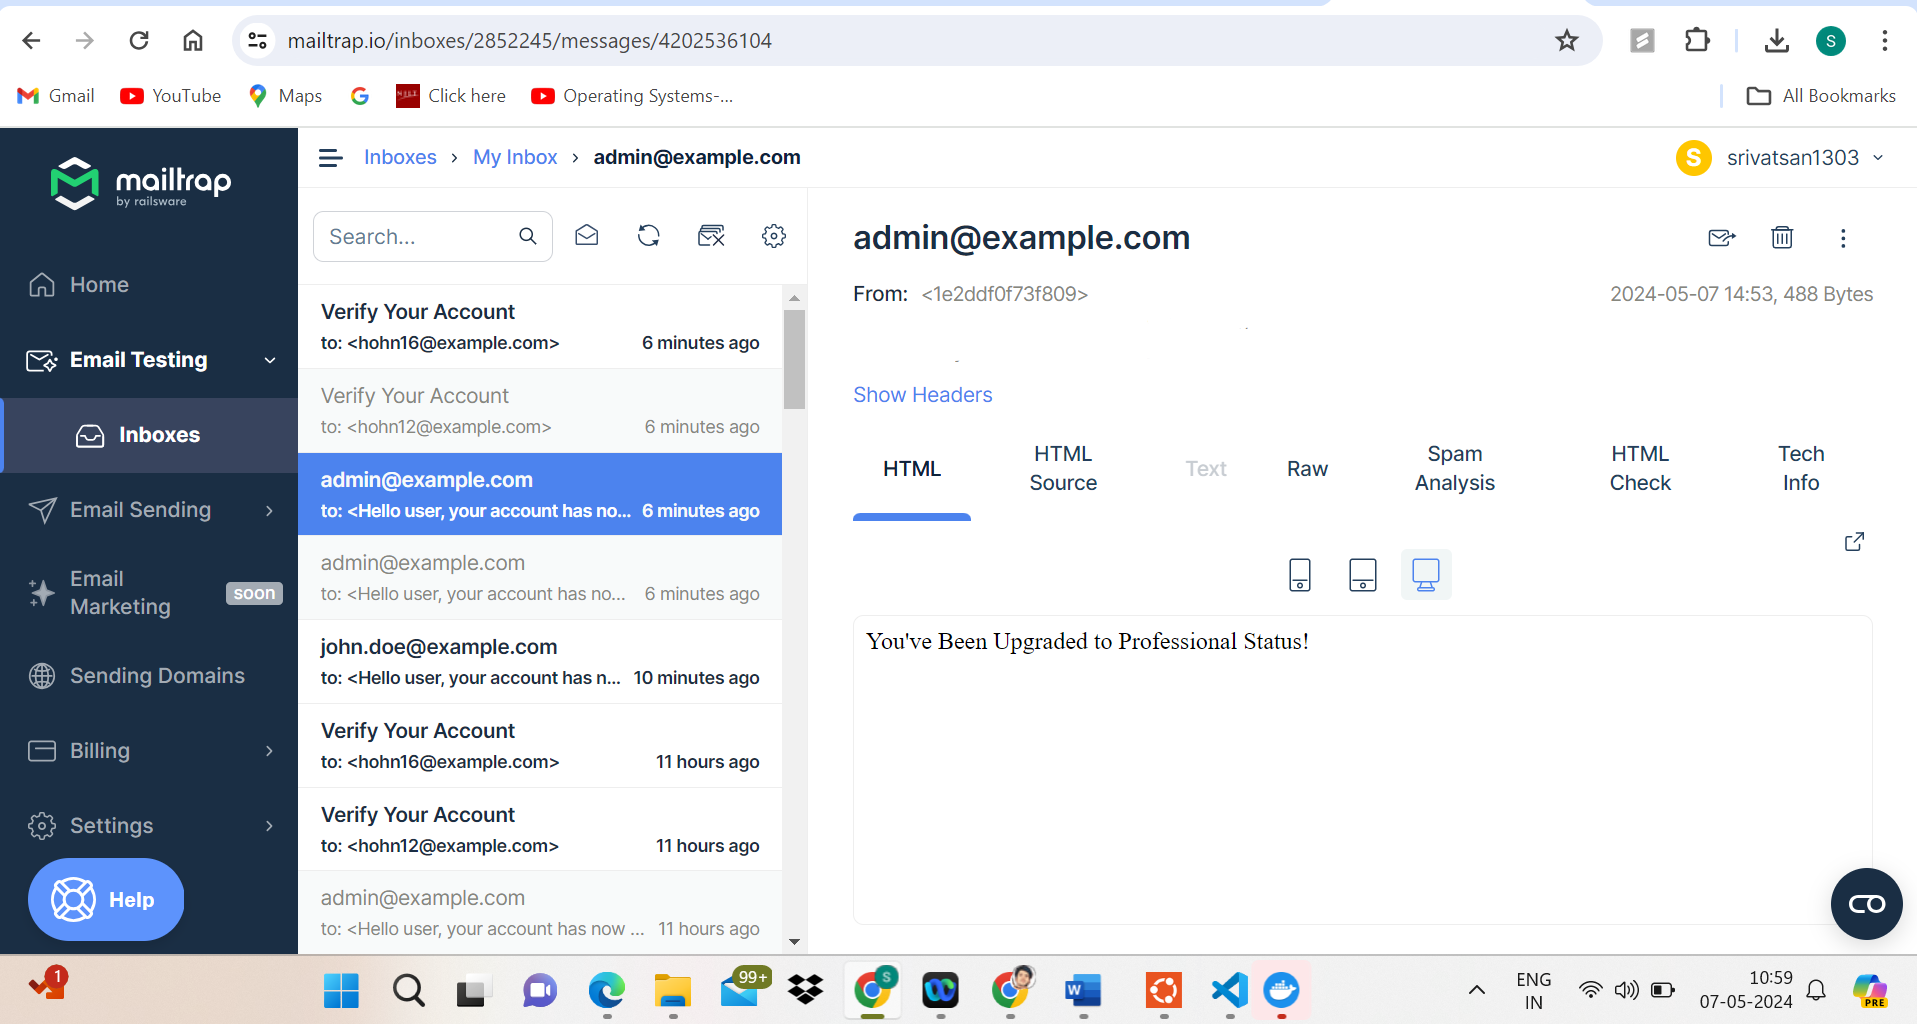 mailtrap.io/inboxes/2852245/messages/4202536104
S
Gmail
YouTube
Maps
Click here
Operating Systems-...
All Bookmarks
mailtrap
by railsware
Inboxes › My Inbox › admin@example.com
S srivatsan1303
Home
Email Testing
Inboxes
Email Sending
Email
Marketing
soon
Sending Domains
Billing
Settings
Help
Search...
Verify Your Account
to: <hohn16@example.com> 6 minutes ago
Verify Your Account
to: <hohn12@example.com> 6 minutes ago
admin@example.com
to: <Hello user, your account has no... 6 minutes ago
admin@example.com
to: <Hello user, your account has no... 6 minutes ago
john.doe@example.com
to: <Hello user, your account has n... 10 minutes ago
Verify Your Account
to: <hohn16@example.com> 11 hours ago
Verify Your Account
to: <hohn12@example.com> 11 hours ago
admin@example.com
to: <Hello user, your account has now ... 11 hours ago
admin@example.com
From: <1e2ddf0f73f809> 2024-05-07 14:53, 488 Bytes
Show Headers
HTML
HTML
Source
Text
Raw
Spam
Analysis
HTML
Check
Tech
Info
You've Been Upgraded to Professional Status!
1
99+
S
W
ENG
IN
10:59
07-05-2024
PRE